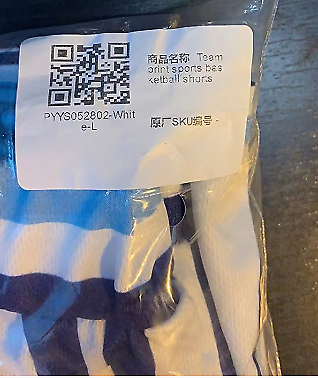 商品名称 Team
print sports bas
ketball shorts
PYYS052802-Whit
e-L
原厂SKU编号-